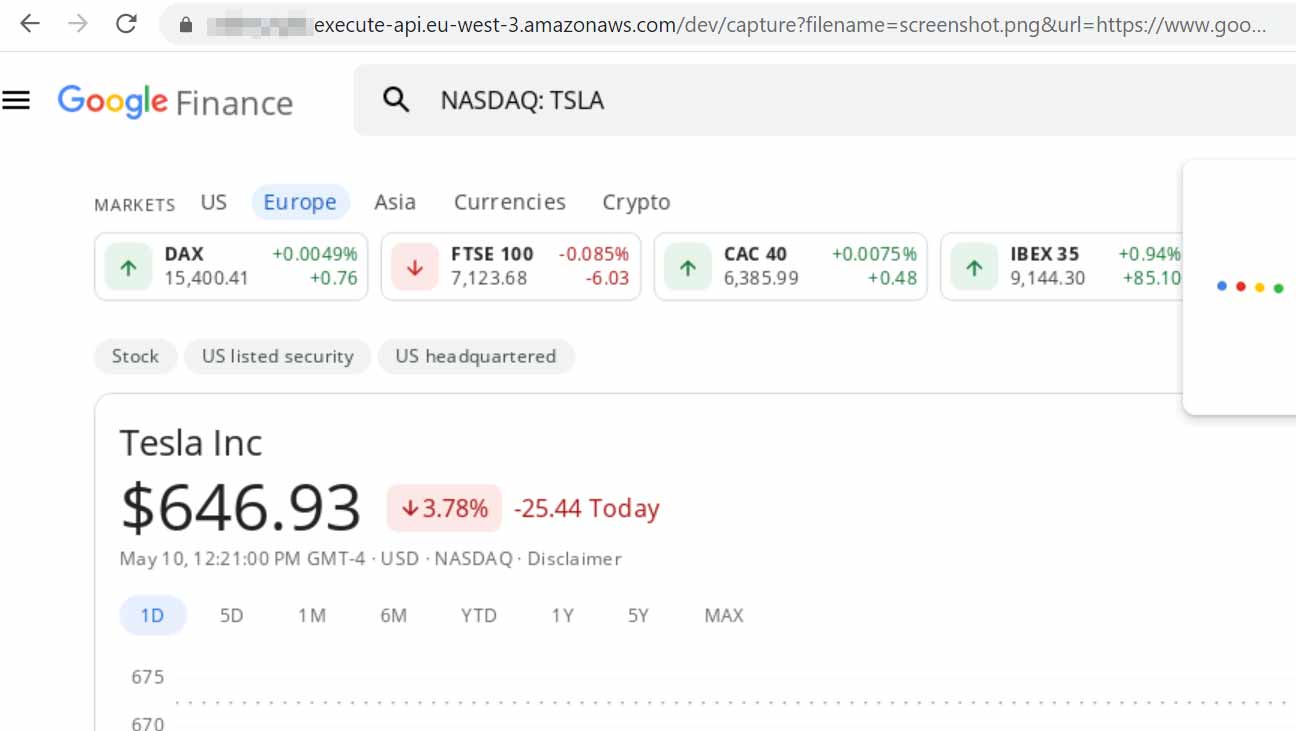 execute-api.eu-west-3.amazonaws.com/dev/capture?filename=screenshot.png&url=https://www.goo...
Google Finance
NASDAQ: TSLA
MARKETS US Europe Asia Currencies Crypto
DAX +0.0049%
15,400.41 +0.76
FTSE 100 -0.085%
7,123.68 -6.03
CAC 40 +0.0075%
6,385.99 +0.48
IBEX 35 +0.94%
9,144.30 +85.10
Stock US listed security US headquartered
Tesla Inc
$646.93 ↓3.78% -25.44 Today
May 10, 12:21:00 PM GMT-4 · USD · NASDAQ · Disclaimer
1D 5D 1M 6M YTD 1Y 5Y MAX
675
670